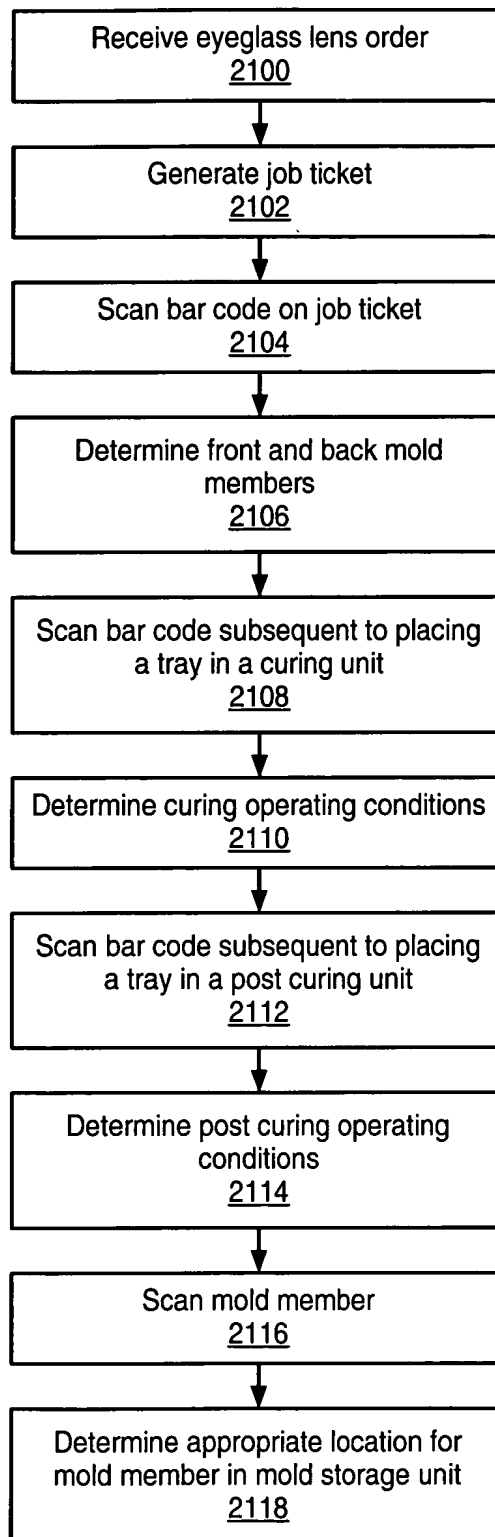 Receive eyeglass lens order
2100
Generate job ticket
2102
Scan bar code on job ticket
2104
Determine front and back mold
members
2106
Scan bar code subsequent to placing
a tray in a curing unit
2108
Determine curing operating conditions
2110
Scan bar code subsequent to placing
a tray in a post curing unit
2112
Determine post curing operating
conditions
2114
Scan mold member
2116
Determine appropriate location for
mold member in mold storage unit
2118